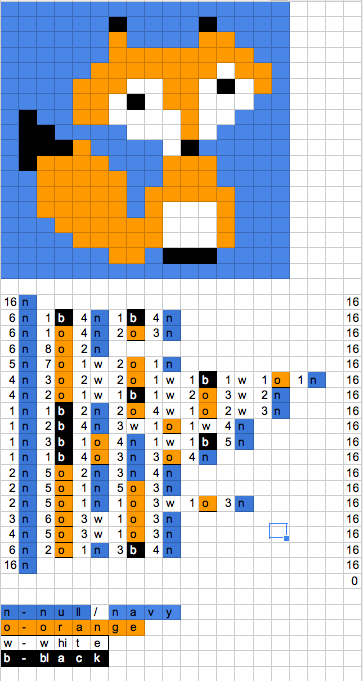 16 n 16
6 n 1 b 4 n 1 b 4 n 16
6 n 1 o 4 n 2 o 3 n 16
6 n 8 o 2 n 16
5 n 7 o 1 w 2 o 1 n 16
4 n 3 o 2 w 2 o 1 w 1 b 1 w 1 o 1 n 16
4 n 2 o 1 w 1 b 1 w 2 o 3 w 2 n 16
1 n 1 b 2 n 2 o 4 w 1 o 2 w 3 n 16
1 n 2 b 4 n 3 w 1 o 1 w 4 n 16
1 n 3 b 1 o 4 n 1 w 1 b 5 n 16
1 n 1 b 4 o 3 n 3 o 4 n 16
2 n 5 o 2 n 3 n 4 n 16
2 n 5 o 1 n 5 o 3 n 16
2 n 5 o 1 n 1 o 3 w 1 o 3 n 16
3 n 6 o 3 w 1 o 3 n 16
4 n 5 o 3 w 1 o 3 n 16
6 n 2 o 1 n 3 b 4 n 16
16 n 16
0
n - null / navy
o - orange
w - white
b - black